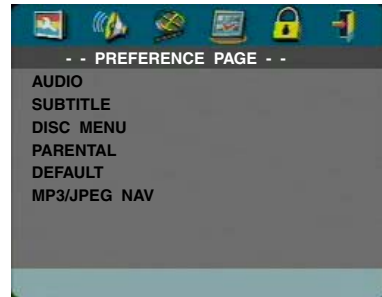 - - PREFERENCE PAGE - -
AUDIO
SUBTITLE
DISC MENU
PARENTAL
DEFAULT
MP3/JPEG NAV